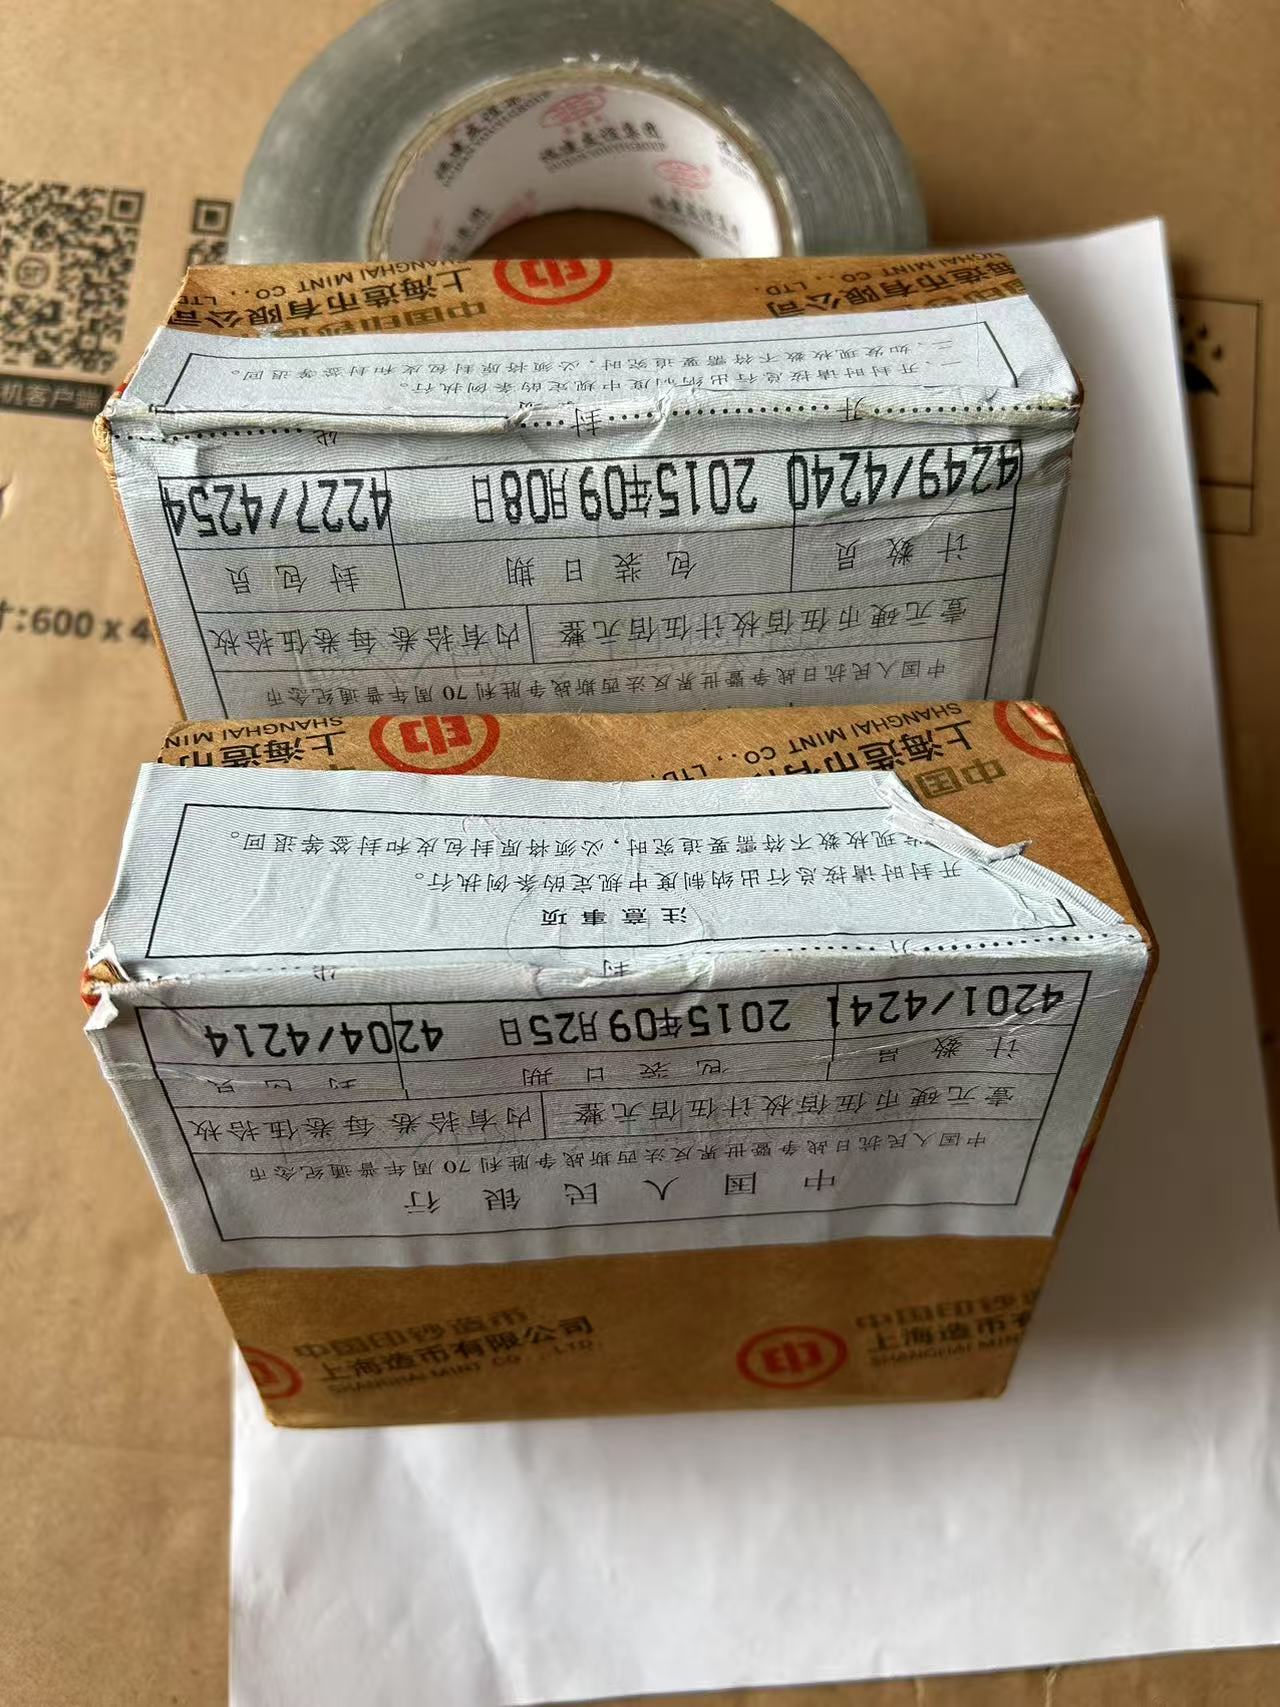 机客户端
寸:600 x 4
上海造币有限公司
SHANGHAI MINT CO., LTD.
中国印钞
二、如发现枚数不符需要追究时，必须将原封包皮和封签等退回。
一、开封时请按总行出纳制度中规定的条例执行。
开 封 处
4249/4240 2015年09月08日 4227/4254
计 数 员 包 装 日 期 封 包 员
壹元硬币伍佰枚计伍佰元整 内有拾卷每卷伍拾枚
中国人民抗日战争暨世界反法西斯战争胜利70周年普通纪念币
上海造币
SHANGHAI MINT CO., LTD.
上海造币有
SHANGHAI MINT
中国
发现枚数不符需要追究时，必须将原封包皮和封签等退回。
开封时请按总行出纳制度中规定的条例执行。
注意事项
开 封 处
4201/4241 2015年09月25日 4204/4214
计 数 员 包 装 日 期 封 包 员
壹元硬币伍佰枚计伍佰元整 内有拾卷每卷伍拾枚
中国人民抗日战争暨世界反法西斯战争胜利70周年普通纪念币
中国人民银行
中国印钞造币
上海造币有限公司
SHANGHAI MINT CO., LTD.
中国印钞造
上海造币有
SHANGHAI MIN